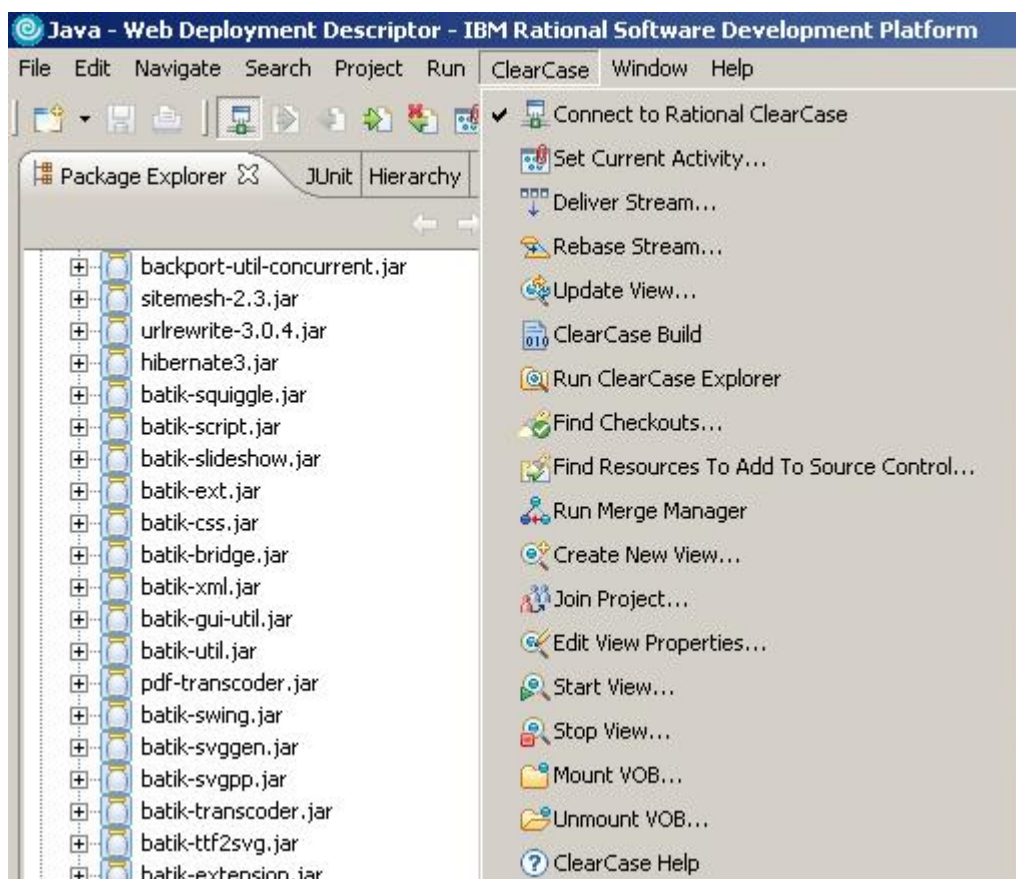 Java - Web Deployment Descriptor - IBM Rational Software Development Platform
File Edit Navigate Search Project Run ClearCase Window Help
Package Explorer JUnit Hierarchy
backport-util-concurrent.jar
sitemesh-2.3.jar
urlrewrite-3.0.4.jar
hibernate3.jar
batik-squiggle.jar
batik-script.jar
batik-slideshow.jar
batik-ext.jar
batik-css.jar
batik-bridge.jar
batik-xml.jar
batik-gui-util.jar
batik-util.jar
pdf-transcoder.jar
batik-swing.jar
batik-svggen.jar
batik-svgpp.jar
batik-transcoder.jar
batik-ttf2svg.jar
batik-extension.jar
Connect to Rational ClearCase
Set Current Activity...
Deliver Stream...
Rebase Stream...
Update View...
010 ClearCase Build
Run ClearCase Explorer
Find Checkouts...
Find Resources To Add To Source Control...
Run Merge Manager
Create New View...
Join Project...
Edit View Properties...
Start View...
Stop View...
Mount VOB...
Unmount VOB...
ClearCase Help